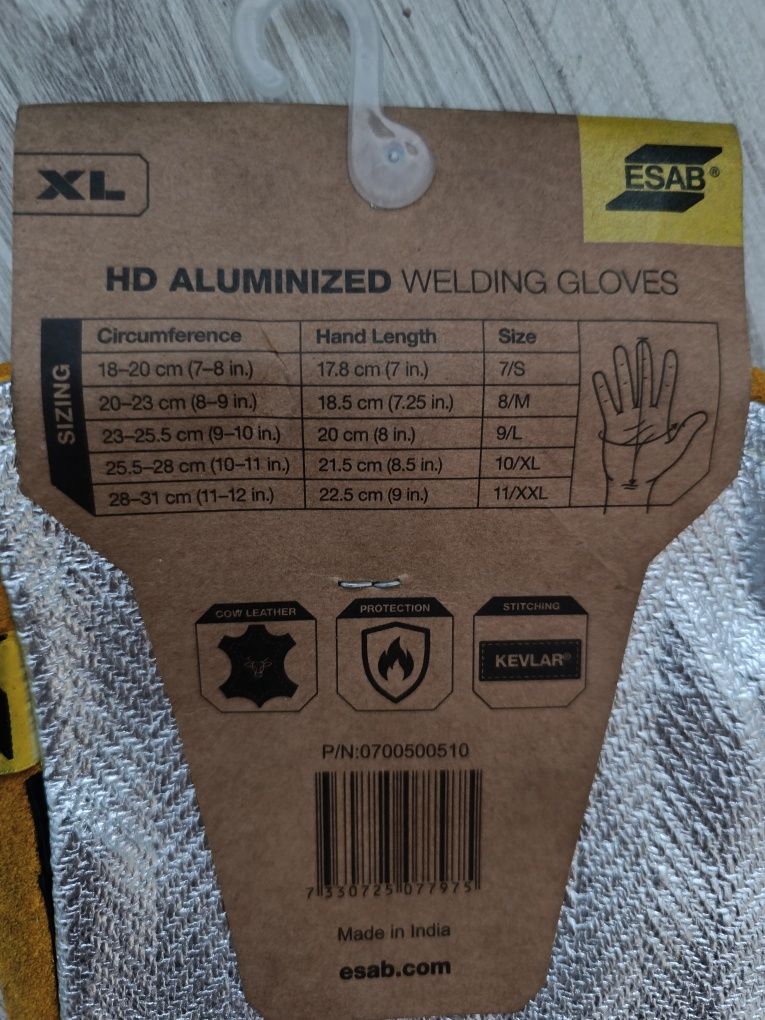 XL
ESAB®
HD ALUMINIZED WELDING GLOVES
SIZING
Circumference Hand Length Size
18–20 cm (7–8 in.) 17.8 cm (7 in.) 7/S
20–23 cm (8–9 in.) 18.5 cm (7.25 in.) 8/M
23–25.5 cm (9–10 in.) 20 cm (8 in.) 9/L
25.5–28 cm (10–11 in.) 21.5 cm (8.5 in.) 10/XL
28–31 cm (11–12 in.) 22.5 cm (9 in.) 11/XXL
COW LEATHER PROTECTION STITCHING
KEVLAR®
P/N:0700500510
7 330725 077975
Made in India
esab.com